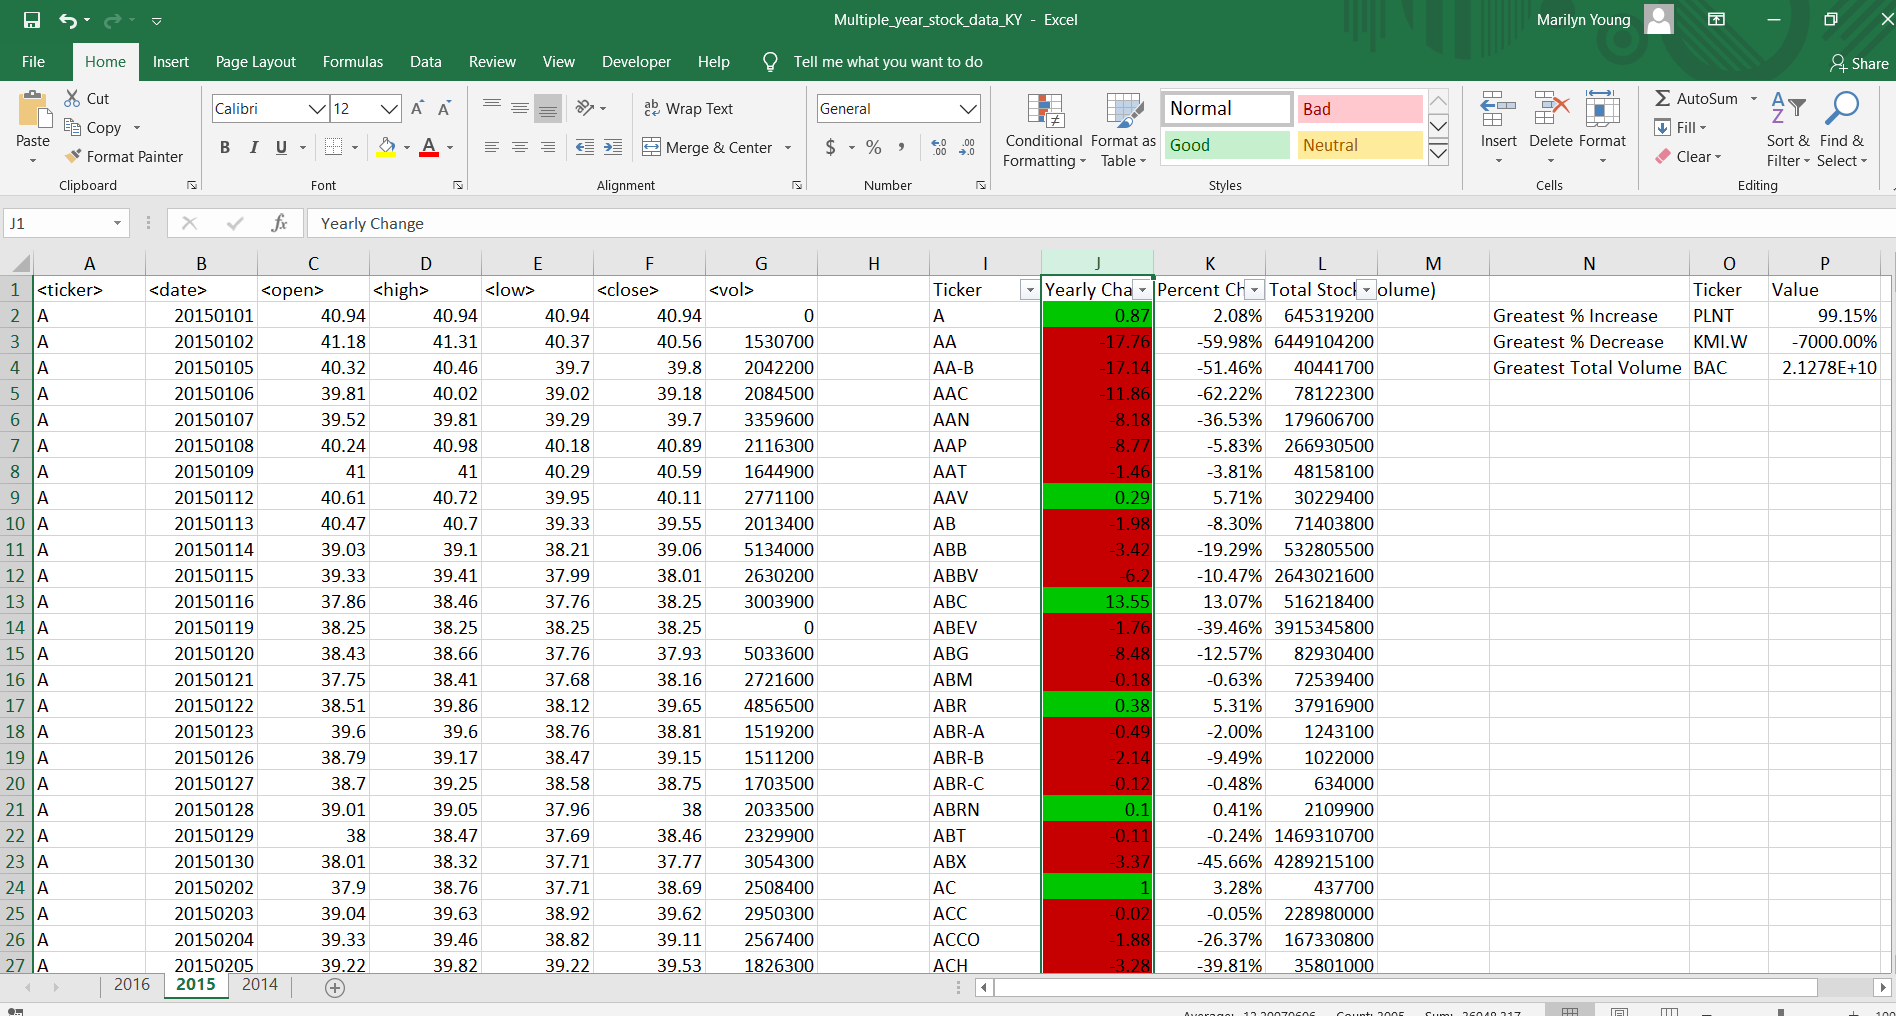 Multiple_year_stock_data_KY - Excel
Marilyn Young
File Home Insert Page Layout Formulas Data Review View Developer Help Tell me what you want to do
Share
Paste
Cut
Copy
Format Painter
Clipboard
Calibri 12
B I U
Font
Wrap Text
Merge & Center
Alignment
General
$ % ,
Number
Conditional Formatting
Format as Table
Normal Bad
Good Neutral
Styles
Insert Delete Format
Cells
AutoSum
Fill
Clear
Sort & Filter
Find & Select
Editing
J1 fx Yearly Change
A B C D E F G H I J K L M N O P
1 <ticker> <date> <open> <high> <low> <close> <vol> Ticker Yearly Cha Percent Ch Total Stock olume) Ticker Value
2 A 20150101 40.94 40.94 40.94 40.94 0 A 0.87 2.08% 645319200 Greatest % Increase PLNT 99.15%
3 A 20150102 41.18 41.31 40.37 40.56 1530700 AA -17.76 -59.98% 6449104200 Greatest % Decrease KMI.W -7000.00%
4 A 20150105 40.32 40.46 39.7 39.8 2042200 AA-B -17.14 -51.46% 40441700 Greatest Total Volume BAC 2.1278E+10
5 A 20150106 39.81 40.02 39.02 39.18 2084500 AAC -11.86 -62.22% 78122300
6 A 20150107 39.52 39.81 39.29 39.7 3359600 AAN -8.18 -36.53% 179606700
7 A 20150108 40.24 40.98 40.18 40.89 2116300 AAP -8.77 -5.83% 266930500
8 A 20150109 41 41 40.29 40.59 1644900 AAT -1.46 -3.81% 48158100
9 A 20150112 40.61 40.72 39.95 40.11 2771100 AAV 0.29 5.71% 30229400
10 A 20150113 40.47 40.7 39.33 39.55 2013400 AB -1.98 -8.30% 71403800
11 A 20150114 39.03 39.1 38.21 39.06 5134000 ABB -3.42 -19.29% 532805500
12 A 20150115 39.33 39.41 37.99 38.01 2630200 ABBV -6.2 -10.47% 2643021600
13 A 20150116 37.86 38.46 37.76 38.25 3003900 ABC 13.55 13.07% 516218400
14 A 20150119 38.25 38.25 38.25 38.25 0 ABEV -1.76 -39.46% 3915345800
15 A 20150120 38.43 38.66 37.76 37.93 5033600 ABG -8.48 -12.57% 82930400
16 A 20150121 37.75 38.41 37.68 38.16 2721600 ABM -0.18 -0.63% 72539400
17 A 20150122 38.51 39.86 38.12 39.65 4856500 ABR 0.38 5.31% 37916900
18 A 20150123 39.6 39.6 38.76 38.81 1519200 ABR-A -0.49 -2.00% 1243100
19 A 20150126 38.79 39.17 38.47 39.15 1511200 ABR-B -2.14 -9.49% 1022000
20 A 20150127 38.7 39.25 38.58 38.75 1703500 ABR-C -0.12 -0.48% 634000
21 A 20150128 39.01 39.05 37.96 38 2033500 ABRN 0.1 0.41% 2109900
22 A 20150129 38 38.47 37.69 38.46 2329900 ABT -0.11 -0.24% 1469310700
23 A 20150130 38.01 38.32 37.71 37.77 3054300 ABX -3.37 -45.66% 4289215100
24 A 20150202 37.9 38.76 37.71 38.69 2508400 AC 1 3.28% 437700
25 A 20150203 39.04 39.63 38.92 39.62 2950300 ACC -0.02 -0.05% 228980000
26 A 20150204 39.33 39.46 38.82 39.11 2567400 ACCO -1.88 -26.37% 167330800
27 A 20150205 39.22 39.82 39.22 39.53 1826300 ACH -3.28 -39.81% 35801000
2016 2015 2014